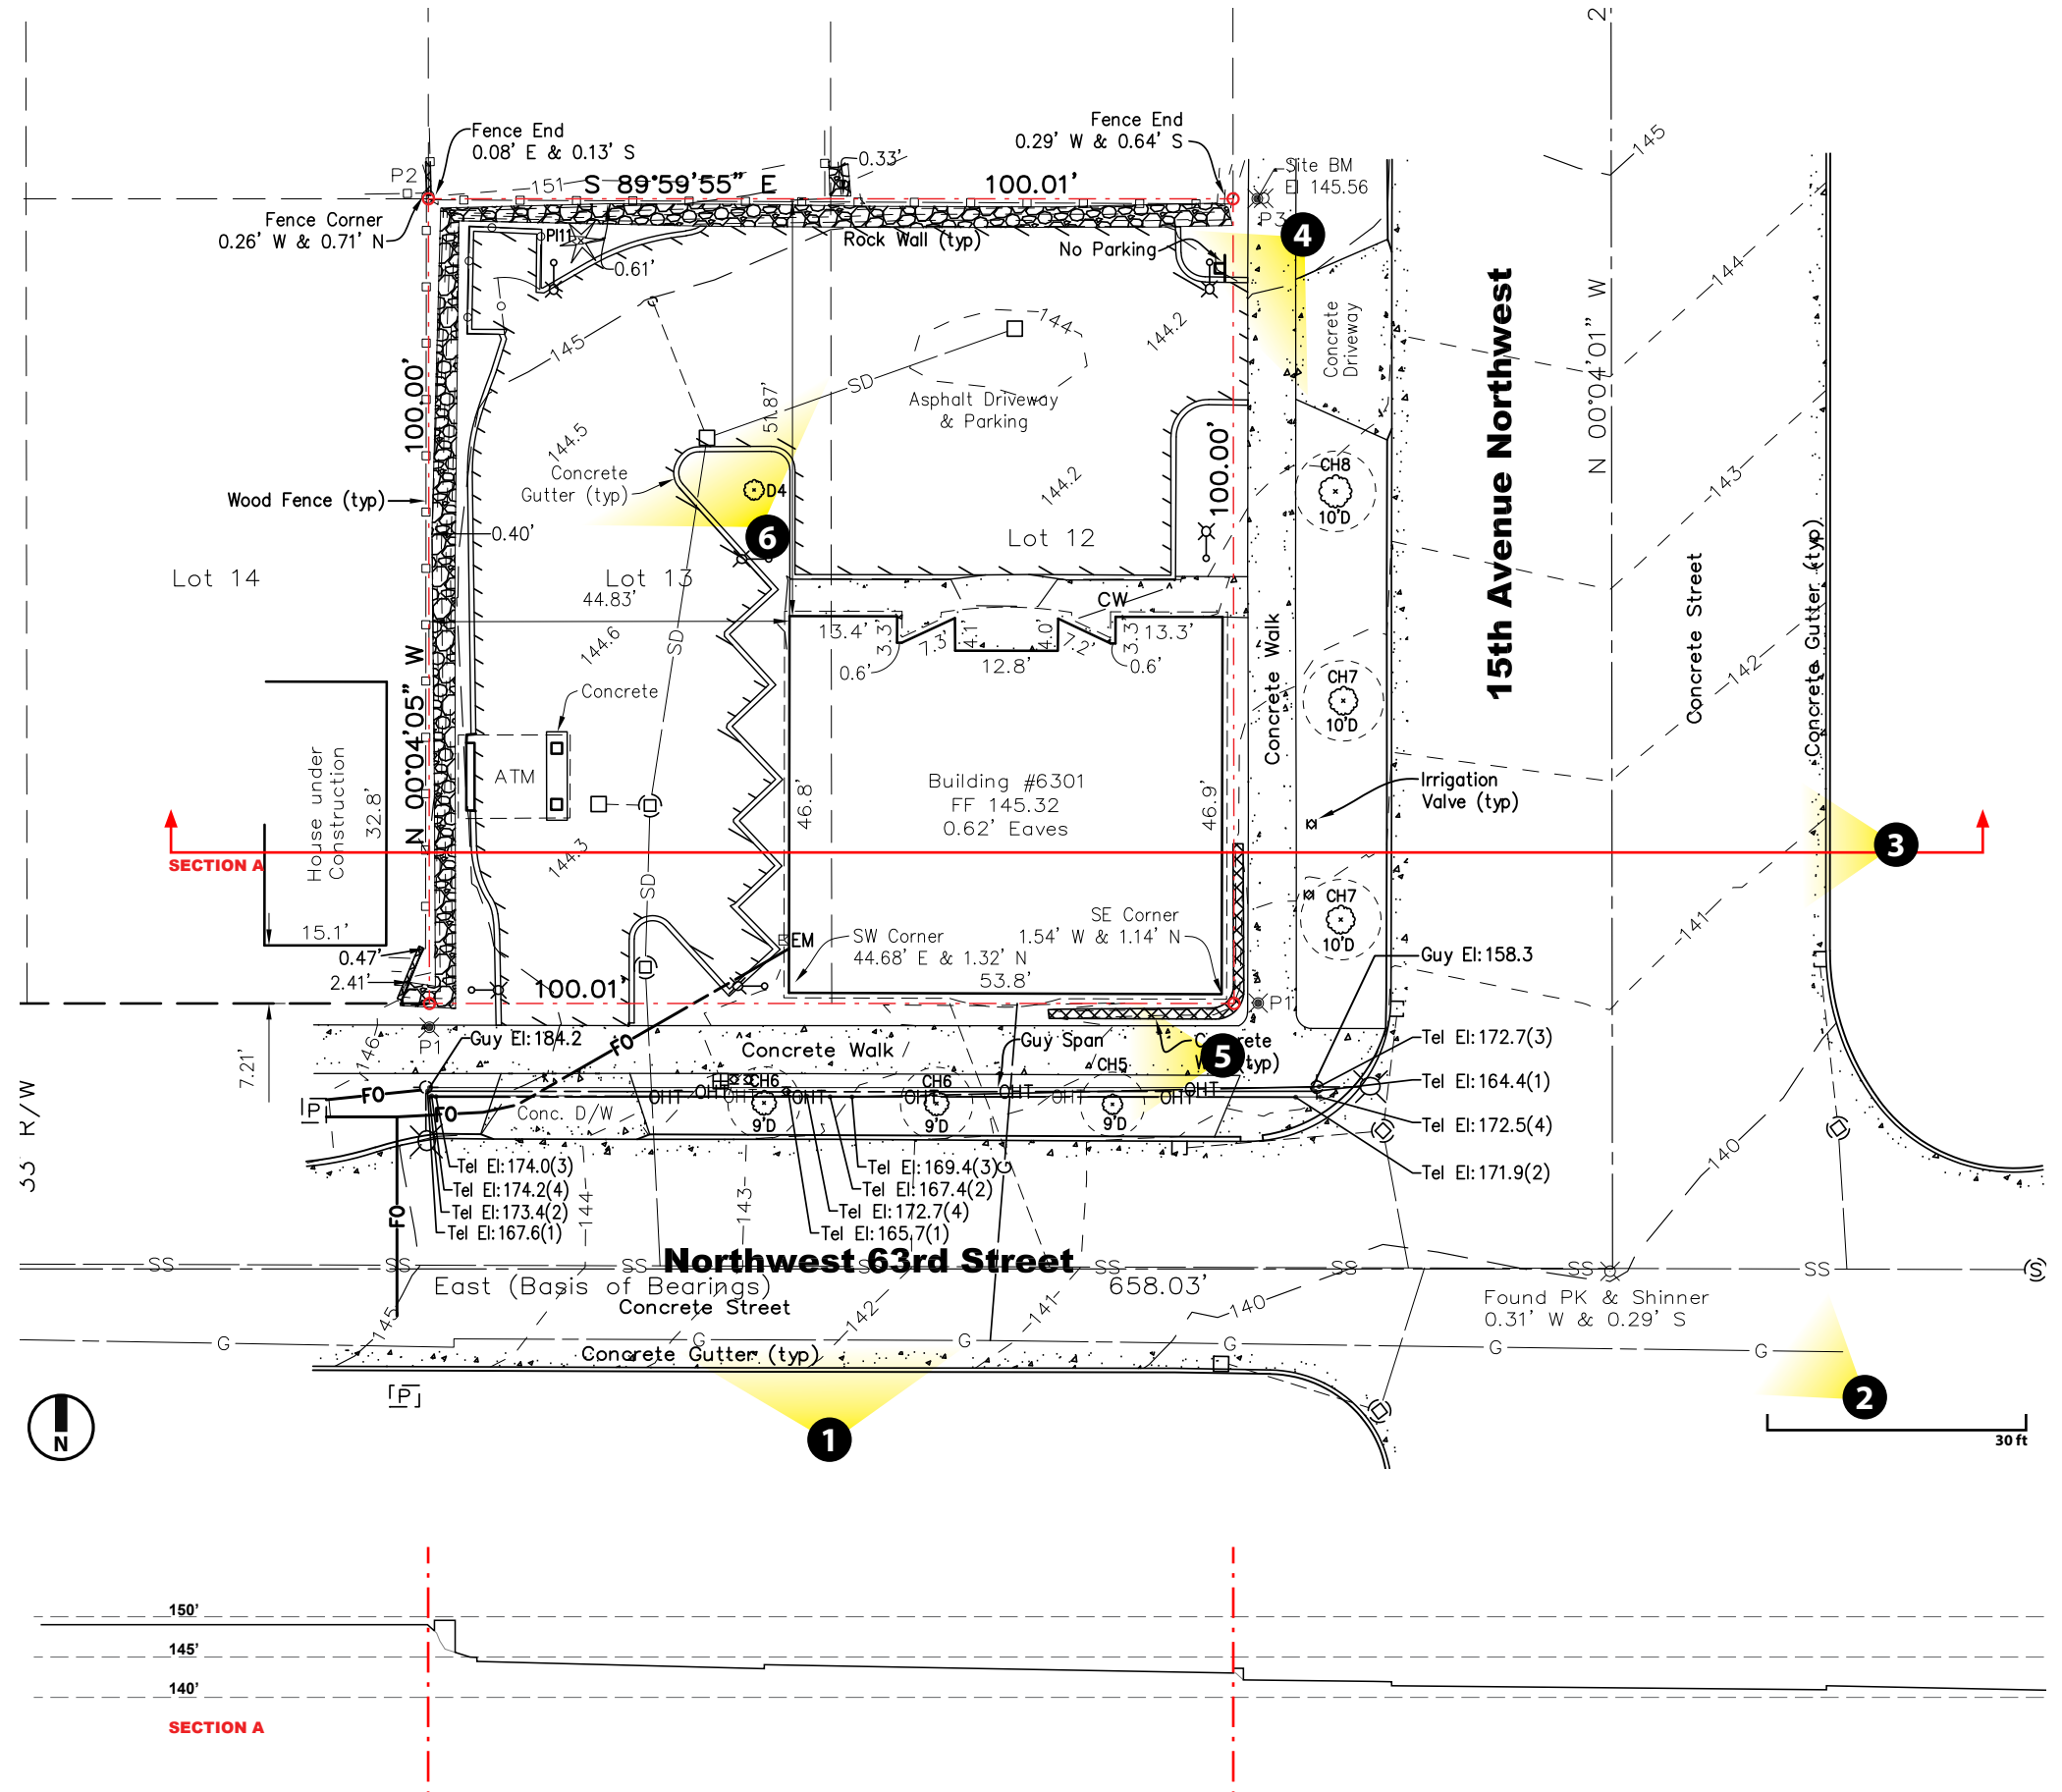 2
145
Fence End
0.08' E & 0.13' S
Fence End
0.29' W & 0.64' S
0.33'
Site BM
El 145.56
P2
151
S 89°59'55" E
100.01'
P3
4
Fence Corner
0.26' W & 0.71' N
PI11
Rock Wall (typ)
No Parking
0.61'
144
15th Avenue Northwest
N 00°04'01" W
145
144
144.2
Concrete
Driveway
SD
51.87'
Asphalt Driveway
& Parking
100.00'
144.5
Concrete
Gutter (typ)
D4
144.2
100.00'
CH8
10'D
143
Wood Fence (typ)
0.40'
6
Lot 12
Concrete Street
Concrete Gutter (typ)
Lot 14
Lot 13
44.83'
CW
13.4'
3.3'
7.3'
4.1'
4.0'
7.2'
3.3'
13.3'
0.6'
12.8'
0.6'
144.6
SD
Concrete Walk
142
N 00°04'05" W
Concrete
CH7
10'D
House under
Construction
32.8'
ATM
Building #6301
FF 145.32
0.62' Eaves
46.8'
46.9'
Irrigation
Valve (typ)
3
SECTION A
144.3
SD
CH7
10'D
141
15.1'
SE Corner
1.54' W & 1.14' N
EM
SW Corner
44.68' E & 1.32' N
0.47'
2.41'
53.8'
100.01'
Guy El:158.3
P1
P1
7.21'
146
Guy El:184.2
FO
Concrete Walk
Guy Span
5
Tel El:172.7(3)
FO
FO
P
CH6
CH6
CH5
OHT
OHT
OHT
OHT
OHT
OHT
OHT
OHT
OHT
Tel El:164.4(1)
Conc. D/W
9'D
9'D
9'D
Tel El:172.5(4)
33' R/W
140
Tel El:174.0(3)
Tel El:169.4(3)
G
Tel El:171.9(2)
Tel El:174.2(4)
Tel El:167.4(2)
Tel El:173.4(2)
Tel El:172.7(4)
Tel El:167.6(1)
Tel El:165.7(1)
FO
144
143
Northwest 63rd Street
SS
SS
SS
S
SS
SS
SS
SS
S
East (Basis of Bearings)
658.03'
Concrete Street
145
142
141
140
Found PK & Shinner
0.31' W & 0.29' S
G
G
G
G
G
G
Concrete Gutter (typ)
P
1
2
N
30 ft
150'
145'
140'
SECTION A